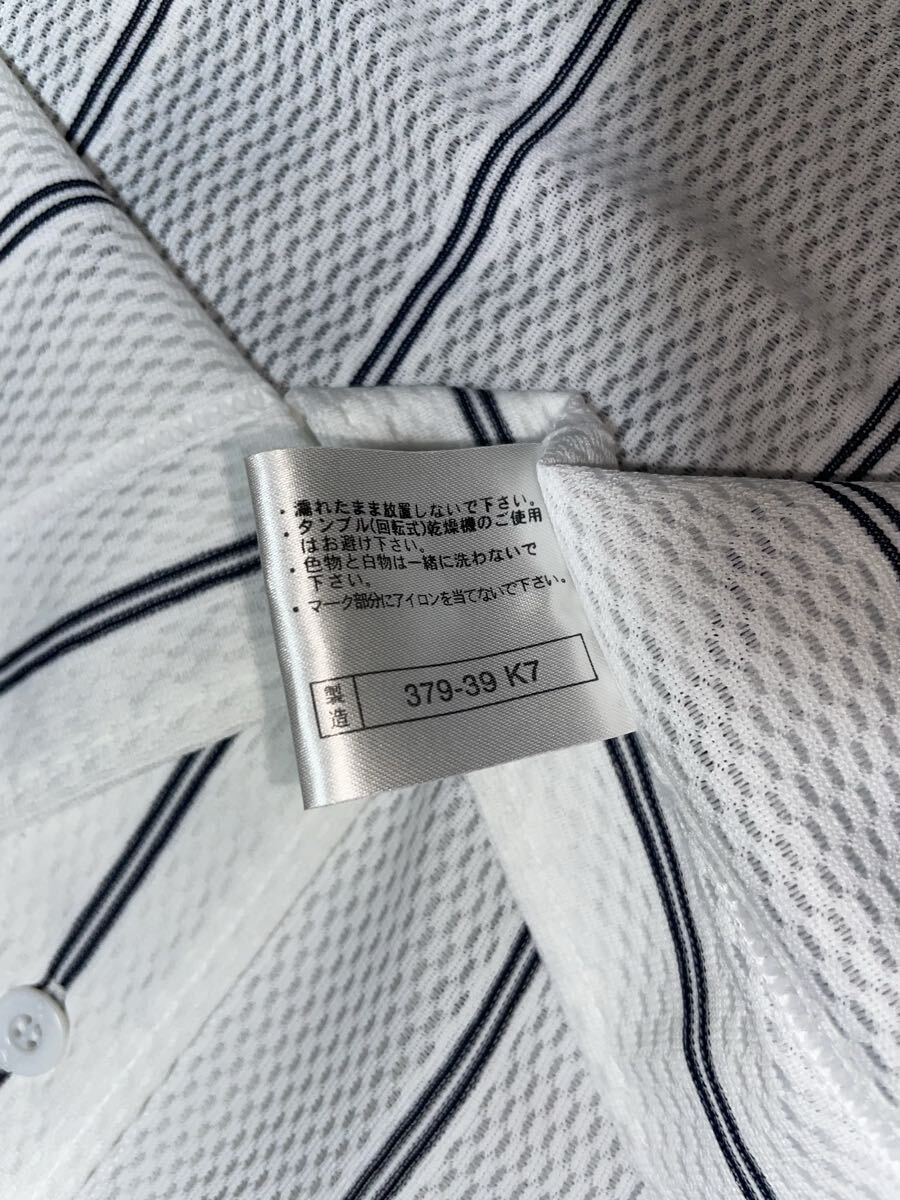 ・濡れたまま放置しないで下さい。
・タンブル(回転式)乾燥機のご使用
はお避け下さい。
・色物と白物は一緒に洗わないで
下さい。
・マーク部分にアイロンを当てないで下さい。
製造 379-39 K7